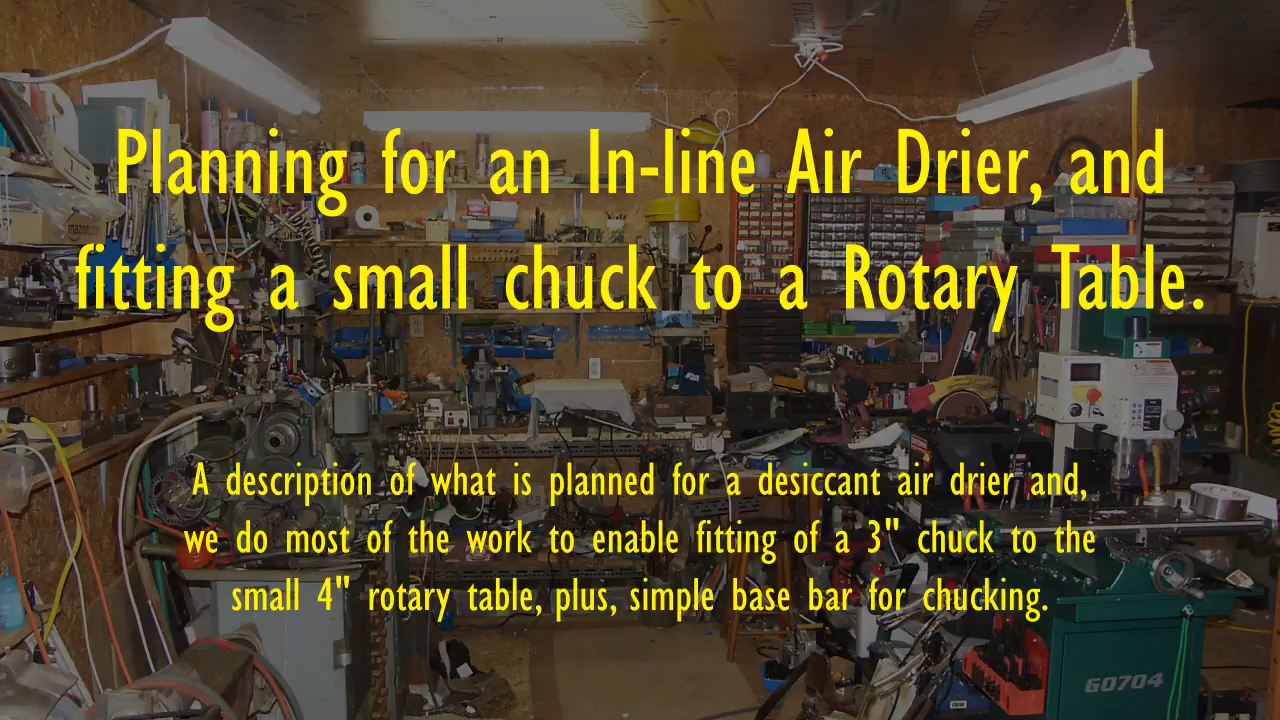 Planning for an In-line Air Drier, and
fitting a small chuck to a Rotary Table.
A description of what is planned for a desiccant air drier and,
we do most of the work to enable fitting of a 3" chuck to the
small 4" rotary table, plus, simple base bar for chucking.
G0704